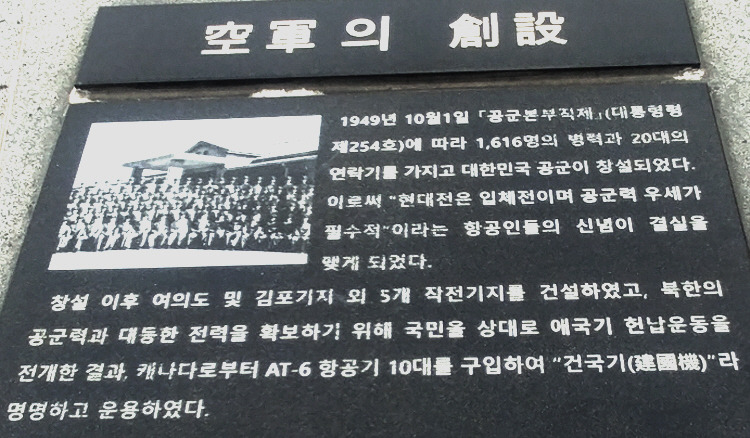 空軍의 創設
1949년 10월1일 「공군본부직제」(대통령령
제254호)에 따라 1,616명의 병력과 20대의
연락기를 가지고 대한민국 공군이 창설되었다.
이로써 "현대전은 입체전이며 공군력 우세가
필수적"이라는 항공인들의 신념이 결실을
맺게 되었다.
창설 이후 여의도 및 김포기지 외 5개 작전기지를 건설하였고, 북한의
공군력과 대등한 전력을 확보하기 위해 국민을 상대로 애국기 헌납운동을
전개한 결과, 캐나다로부터 AT-6 항공기 10대를 구입하여 "건국기(建國機)"라
명명하고 운용하였다.